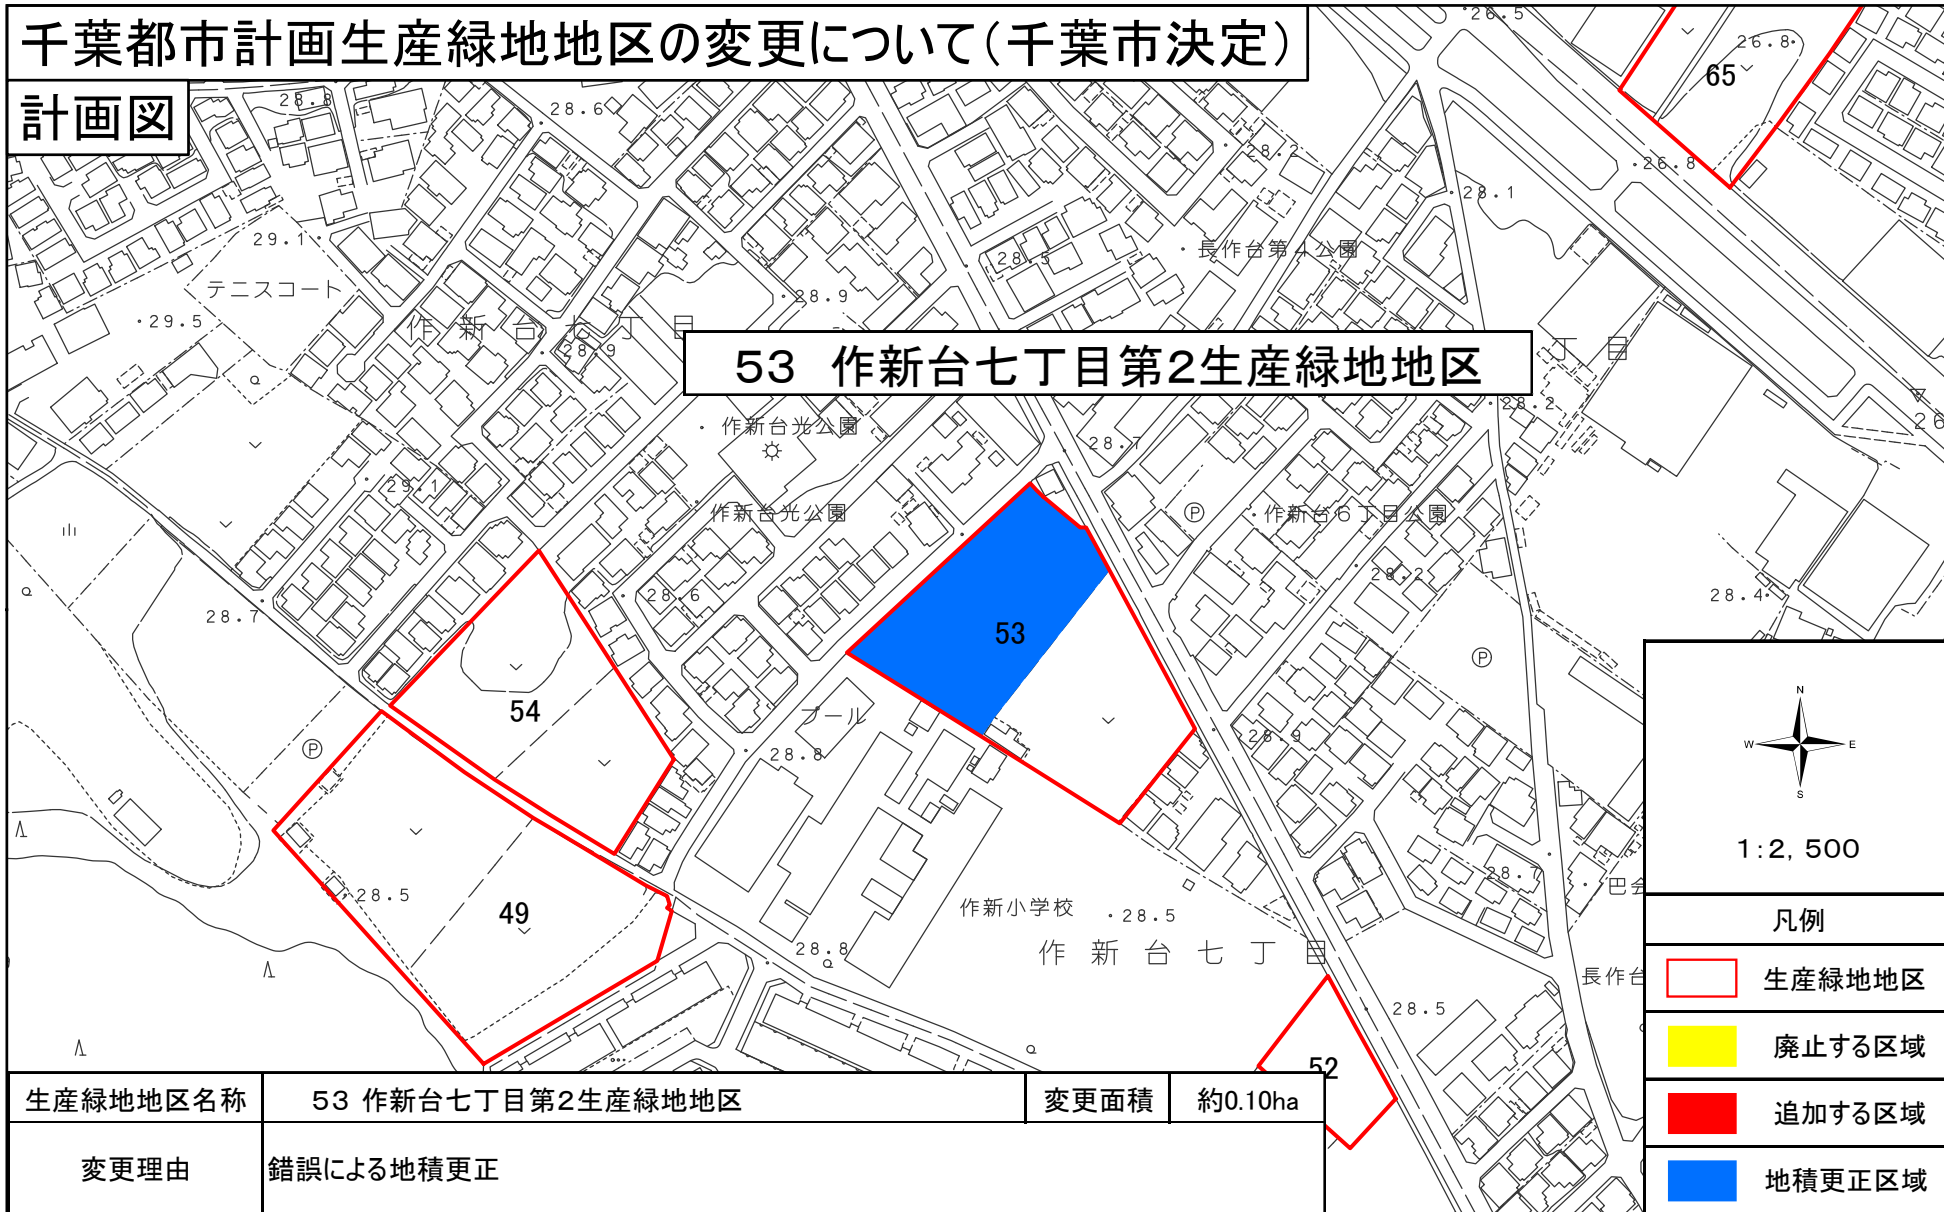 千葉都市計画生産緑地地区の変更について(千葉市決定)
計画図
26.5
26.8
65
28.8
28.6
28.2
26.8
28.1
29.1
長作台第4公園
28.5
テニスコート
28.9
29.5
作新台七丁目
28.9
53 作新台七丁目第2生産緑地地区
丁目
28.2
26
作新台光公園
28.7
29.1
作新台光公園
P
作新台6丁目公園
28.2
28.7
28.6
28.4
53
P
54
プール
28.9
28.8
P
N
W
E
S
1:2,500
28.5
49
28.7
巴会
作新小学校
28.5
28.8
作新台七丁目
長作台
28.5
52
凡例
生産緑地地区
廃止する区域
追加する区域
地積更正区域
生産緑地地区名称
53 作新台七丁目第2生産緑地地区
変更面積
約0.10ha
変更理由
錯誤による地積更正